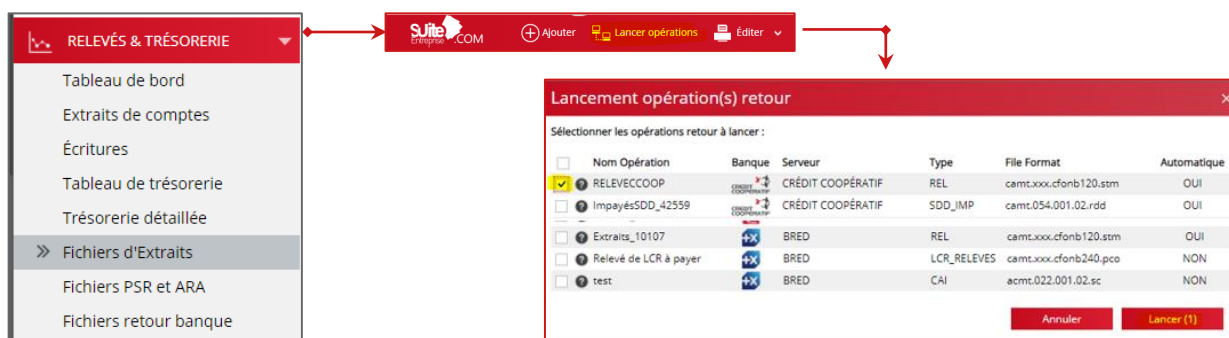 RELEVÉS & TRÉSORERIE
Tableau de bord
Extraits de comptes
Écritures
Tableau de trésorerie
Trésorerie détaillée
Fichiers d'Extraits
Fichiers PSR et ARA
Fichiers retour banque
SUite Entreprise .COM
Ajouter Lancer opérations Éditer
Lancement opération(s) retour
Sélectionner les opérations retour à lancer :
Nom Opération Banque Serveur Type File Format Automatique
RELEVECCOOP CREDIT COOPERATIF CRÉDIT COOPÉRATIF REL camt.xxx.cfonb120.stm OUI
ImpayésSDD_42559 CREDIT COOPERATIF CRÉDIT COOPÉRATIF SDD_IMP camt.054.001.02.rdd OUI
Extraits_10107 BRED REL camt.xxx.cfonb120.stm OUI
Relevé de LCR à payer BRED LCR_RELEVES camt.xxx.cfonb240.pco NON
test BRED CAI acmt.022.001.02.sc NON
Annuler Lancer (1)